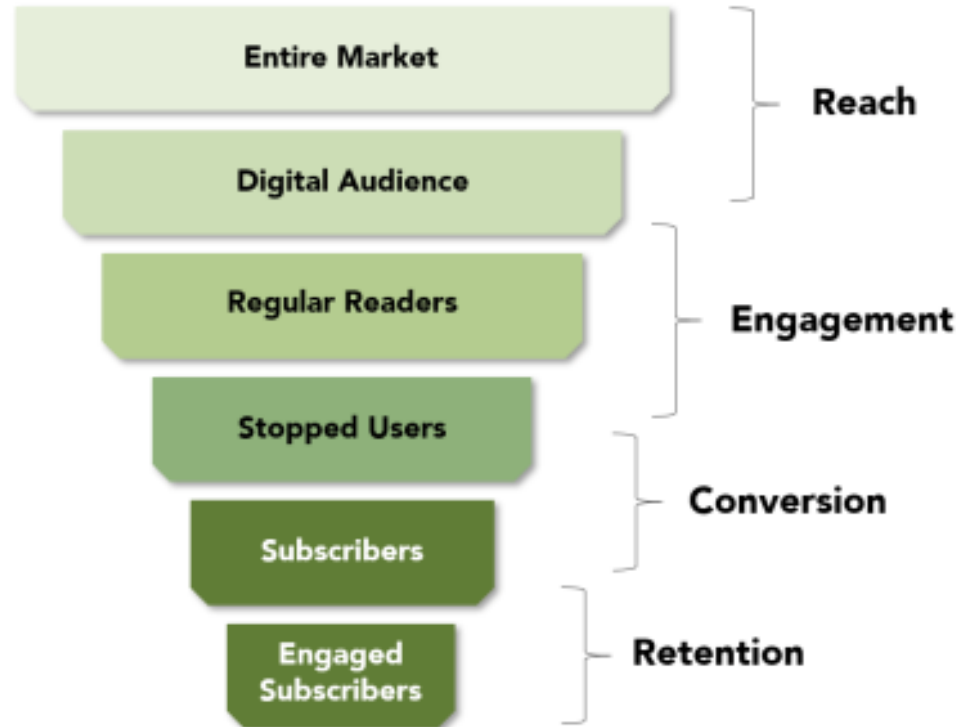 Entire Market
Reach
Digital Audience
Regular Readers
Engagement
Stopped Users
Conversion
Subscribers
Engaged
Subscribers
Retention